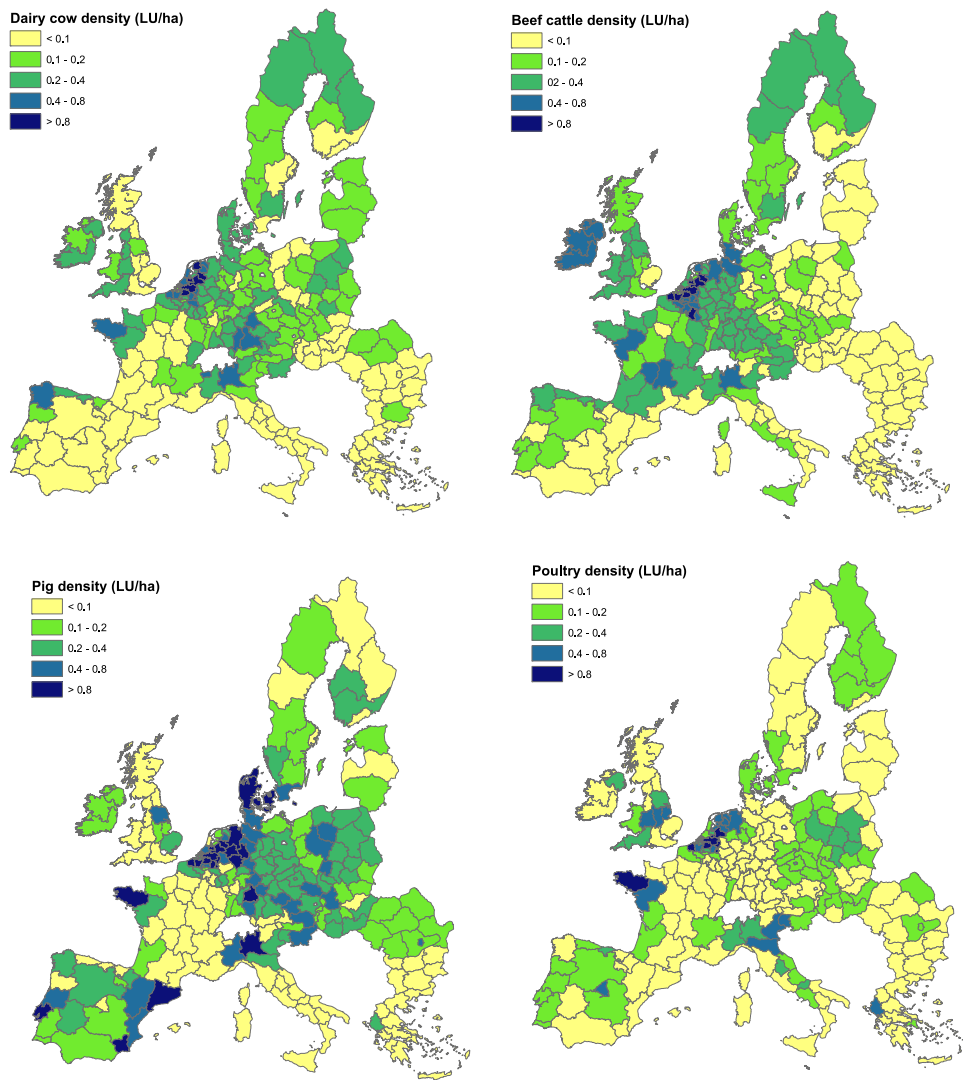 Dairy cow density (LU/ha)
< 0.1
0.1 - 0.2
0.2 - 0.4
0.4 - 0.8
> 0.8
Beef cattle density (LU/ha)
< 0.1
0.1 - 0.2
02 - 0.4
0.4 - 0.8
> 0.8
Pig density (LU/ha)
< 0.1
0.1 - 0.2
0.2 - 0.4
0.4 - 0.8
> 0.8
Poultry density (LU/ha)
< 0.1
0.1 - 0.2
0.2 - 0.4
0.4 - 0.8
> 0.8